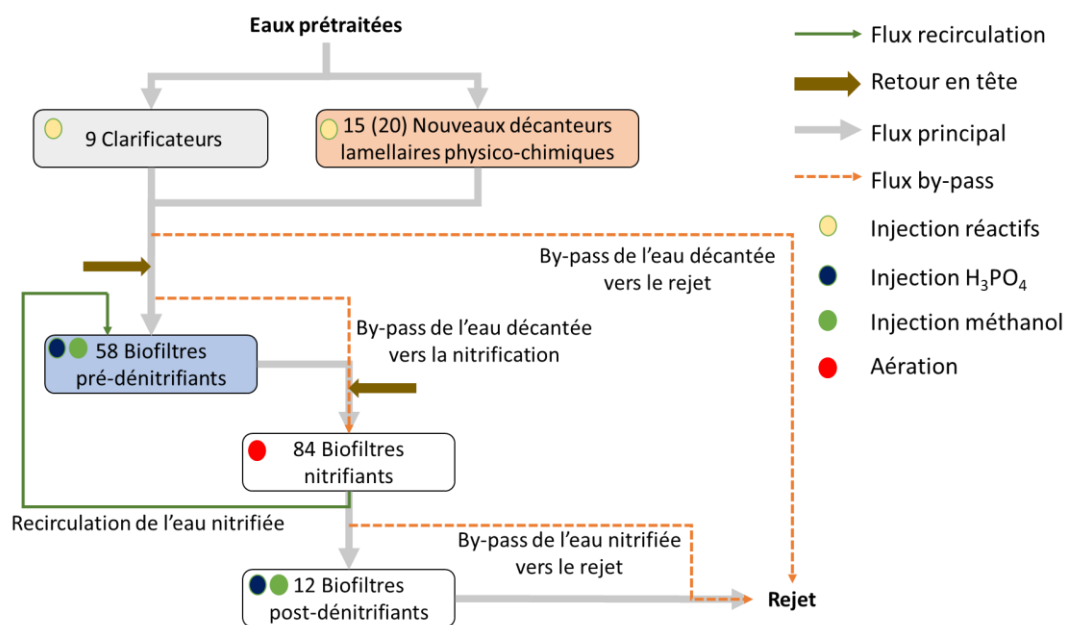 Eaux prétraitées
9 Clarificateurs
15 (20) Nouveaux décanteurs
lamellaires physico-chimiques
By-pass de l'eau décantée
vers le rejet
By-pass de l'eau décantée
vers la nitrification
58 Biofiltres
pré-dénitrifiants
84 Biofiltres
nitrifiants
Recirculation de l'eau nitrifiée
By-pass de l'eau nitrifiée
vers le rejet
12 Biofiltres
post-dénitrifiants
Rejet
Flux recirculation
Retour en tête
Flux principal
Flux by-pass
Injection réactifs
Injection H₃PO₄
Injection méthanol
Aération